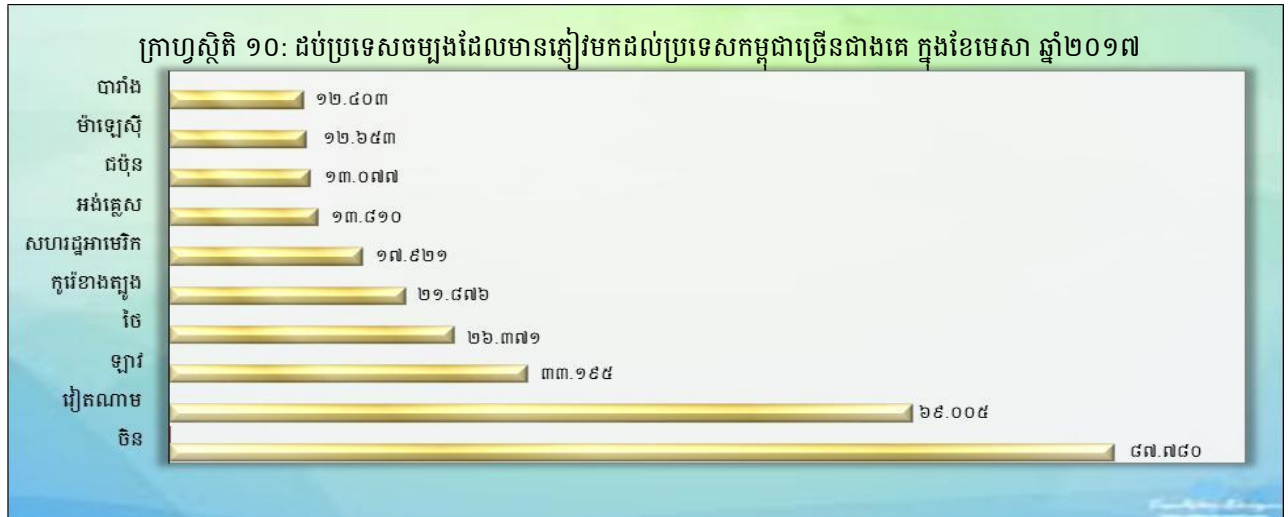 ក្រាហ្វស្ថិតិ ១០: ដប់ប្រទេសចម្បងដែលមានភ្ញៀវមកដល់ប្រទេសកម្ពុជាច្រើនជាងគេ ក្នុងខែមេសា ឆ្នាំ២០១៧
បារាំង ១២.៤០៣
ម៉ាឡេស៊ី ១២.៦៥៣
ជប៉ុន ១៣.០៧៧
អង់គ្លេស ១៣.៨១០
សហរដ្ឋអាមេរិក ១៧.៩២១
កូរ៉េខាងត្បូង ២១.៨៧៦
ថៃ ២៦.៣៧១
ឡាវ ៣៣.១៩៥
វៀតណាម ៦៩.០០៥
ចិន ៨៧.៧៨០